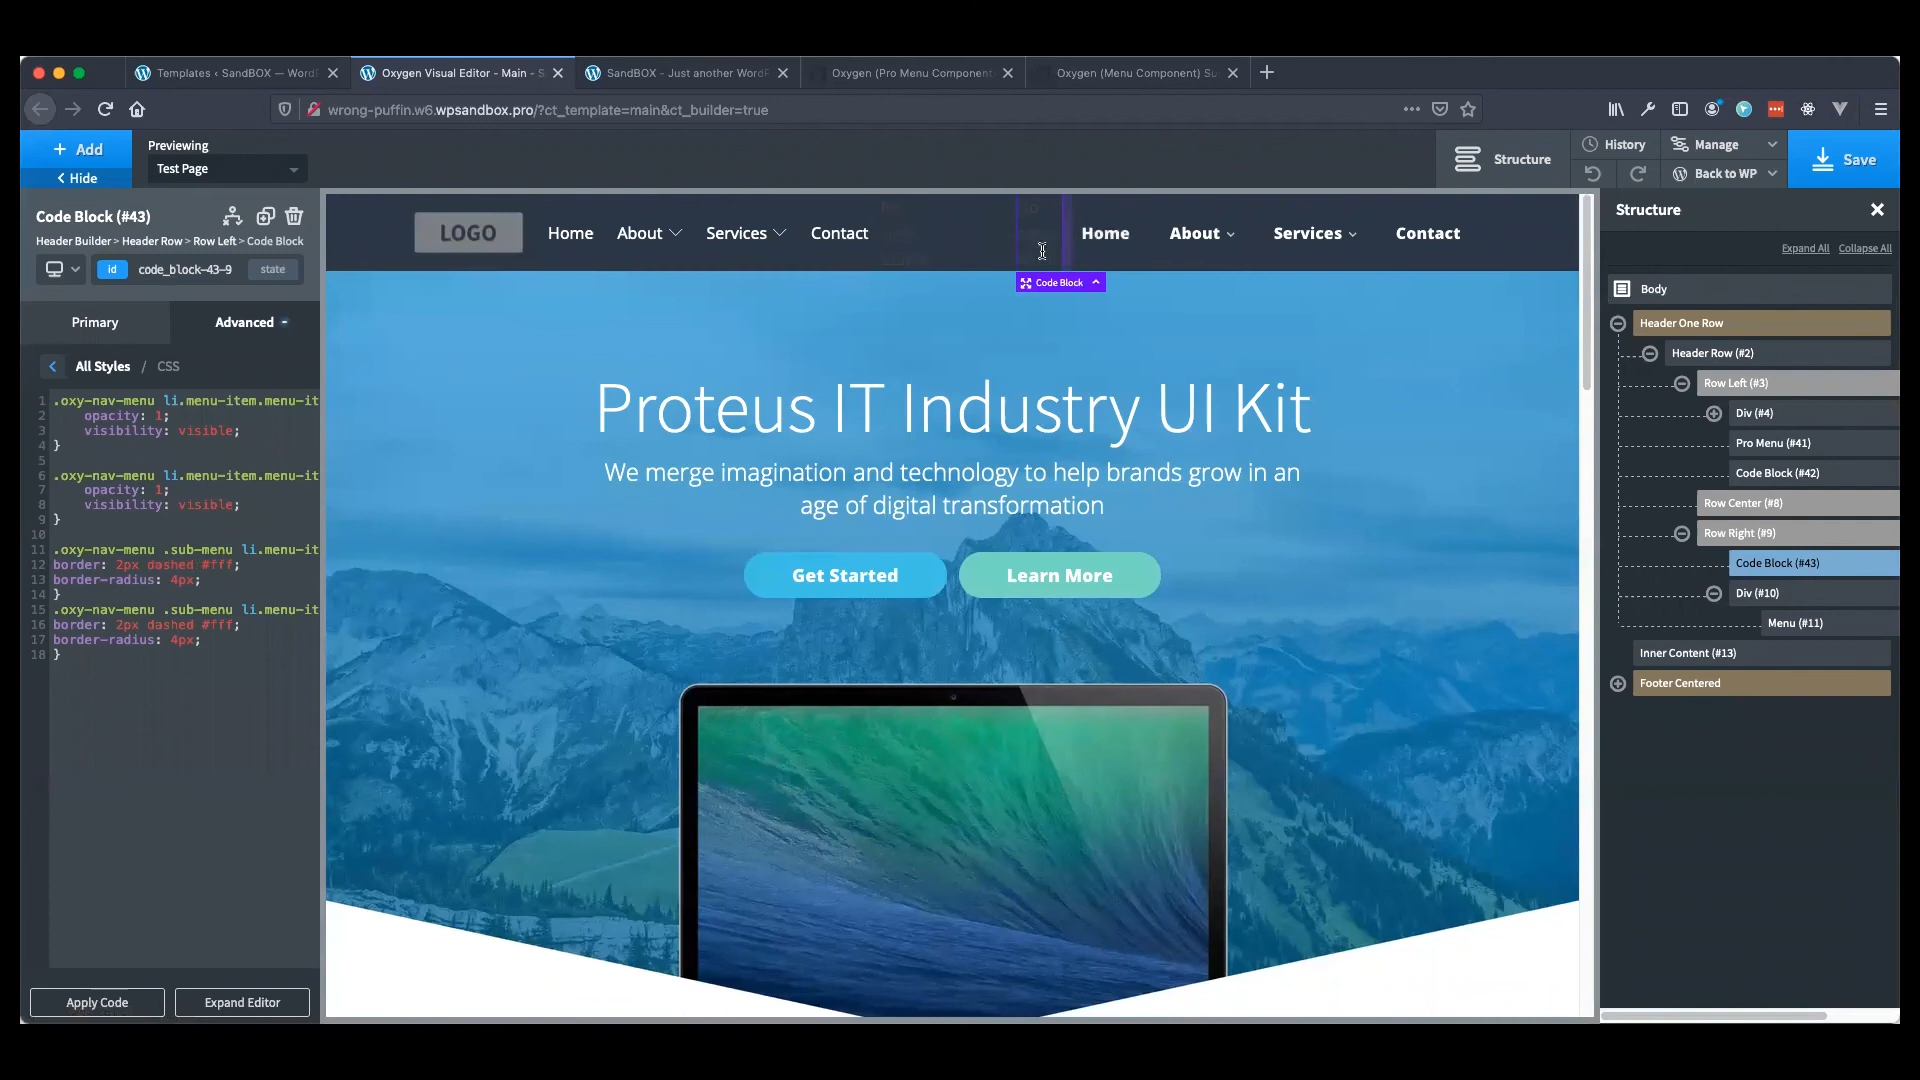 Templates ‹ SandBOX — WordP
Oxygen Visual Editor - Main - S
SandBOX - Just another WordP
Oxygen (Pro Menu Component
Oxygen (Menu Component) Su
wrong-puffin.w6.wpsandbox.pro/?ct_template=main&ct_builder=true
+ Add
Hide
Previewing
Test Page
Structure
History
Manage
Back to WP
Save
Code Block (#43)
Header Builder > Header Row > Row Left > Code Block
id
code_block-43-9
state
Primary
Advanced
All Styles / CSS
1 .oxy-nav-menu li.menu-item.menu-it
2 opacity: 1;
3 visibility: visible;
4 }
5
6 .oxy-nav-menu li.menu-item.menu-it
7 opacity: 1;
8 visibility: visible;
9 }
10
11 .oxy-nav-menu .sub-menu li.menu-it
12 border: 2px dashed #fff;
13 border-radius: 4px;
14 }
15 .oxy-nav-menu .sub-menu li.menu-it
16 border: 2px dashed #fff;
17 border-radius: 4px;
18 }
Apply Code
Expand Editor
LOGO
Home
About
Services
Contact
Home
About
Services
Contact
Code Block
Proteus IT Industry UI Kit
We merge imagination and technology to help brands grow in an
age of digital transformation
Get Started
Learn More
Structure
Expand All
Collapse All
Body
Header One Row
Header Row (#2)
Row Left (#3)
Div (#4)
Pro Menu (#41)
Code Block (#42)
Row Center (#8)
Row Right (#9)
Code Block (#43)
Div (#10)
Menu (#11)
Inner Content (#13)
Footer Centered